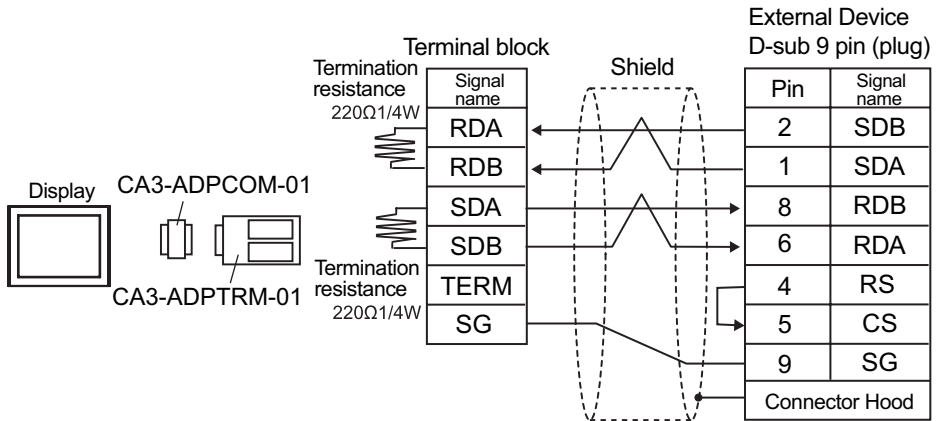 External Device
D-sub 9 pin (plug)
Terminal block
Shield
Termination
resistance
220Ω1/4W
Signal
name
RDA
RDB
SDA
SDB
TERM
SG
Termination
resistance
220Ω1/4W
Display
CA3-ADPCOM-01
CA3-ADPTRM-01
Pin Signal
name
2 SDB
1 SDA
8 RDB
6 RDA
4 RS
5 CS
9 SG
Connector Hood